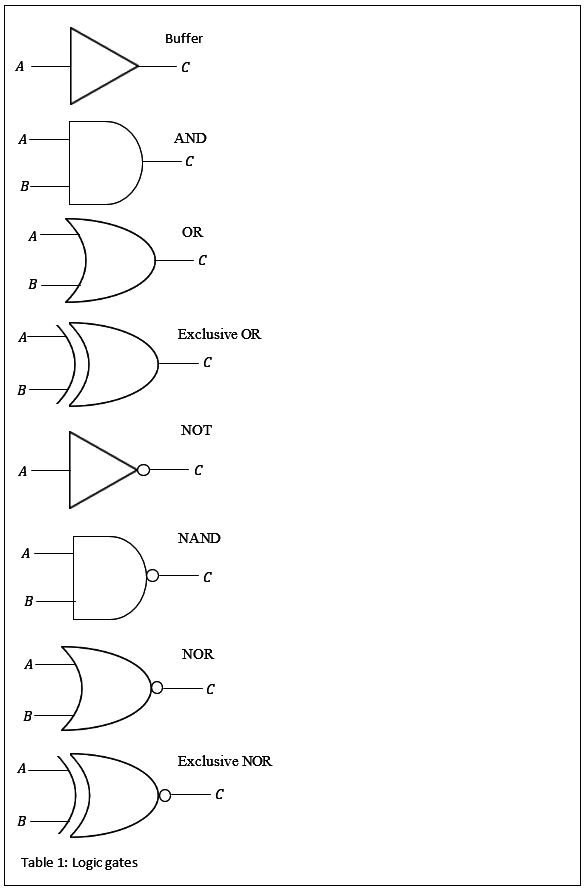 Buffer
A C
AND
A
C
B
OR
A
C
B
Exclusive OR
A
C
B
NOT
A C
NAND
A
C
B
NOR
A
C
B
Exclusive NOR
A
C
B
Table 1: Logic gates